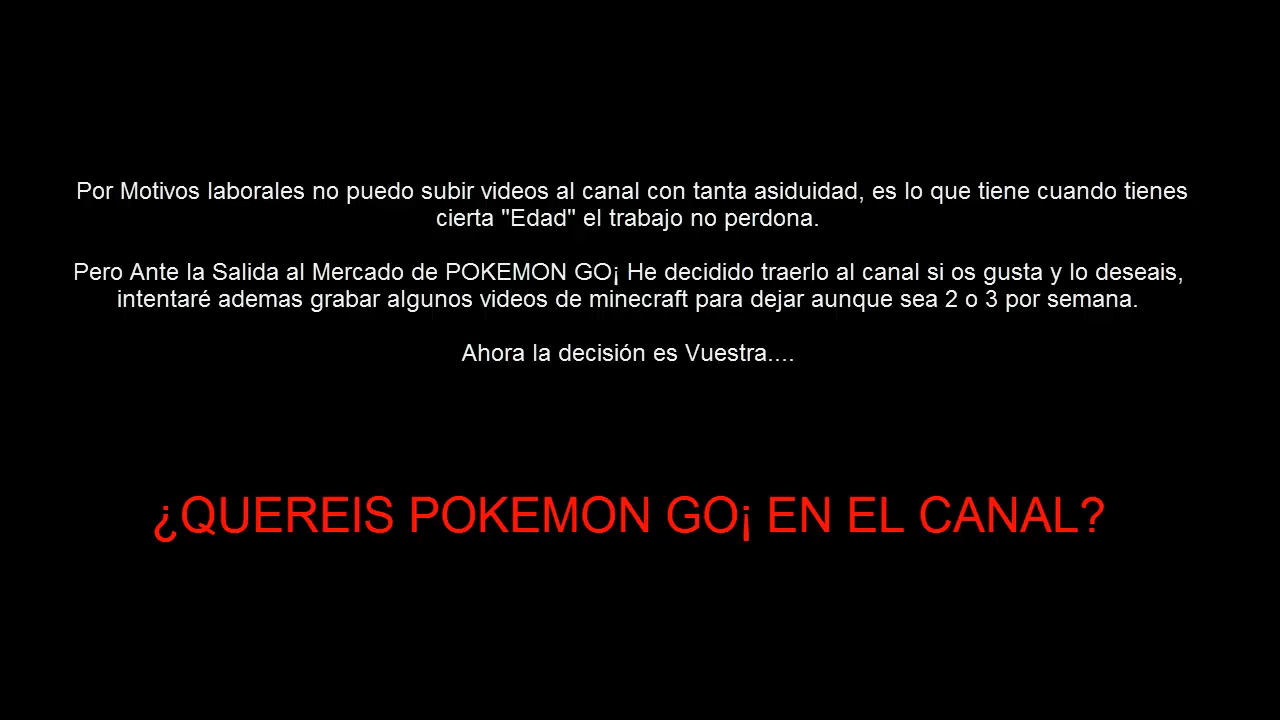 Por Motivos laborales no puedo subir videos al canal con tanta asiduidad, es lo que tiene cuando tienes
cierta "Edad" el trabajo no perdona.
Pero Ante la Salida al Mercado de POKEMON GO¡ He decidido traerlo al canal si os gusta y lo deseais,
intentaré ademas grabar algunos videos de minecraft para dejar aunque sea 2 o 3 por semana.
Ahora la decisión es Vuestra....
¿QUEREIS POKEMON GO¡ EN EL CANAL?